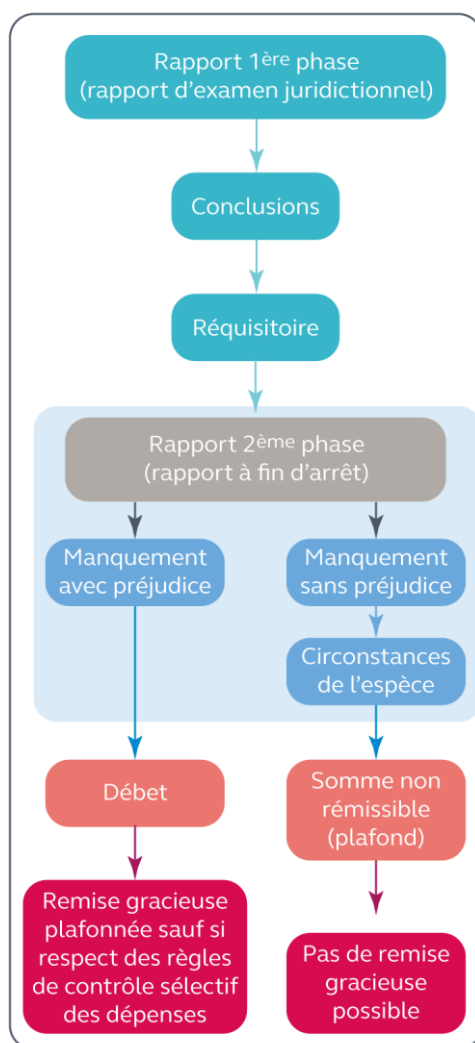 Rapport 1ère phase
(rapport d'examen juridictionnel)
Conclusions
Réquisitoire
Rapport 2ème phase
(rapport à fin d'arrêt)
Manquement
avec préjudice
Manquement
sans préjudice
Circonstances
de l'espèce
Débet
Somme non
rémissible
(plafond)
Remise gracieuse
plafonnée sauf si
respect des règles
de contrôle sélectif
des dépenses
Pas de remise
gracieuse
possible